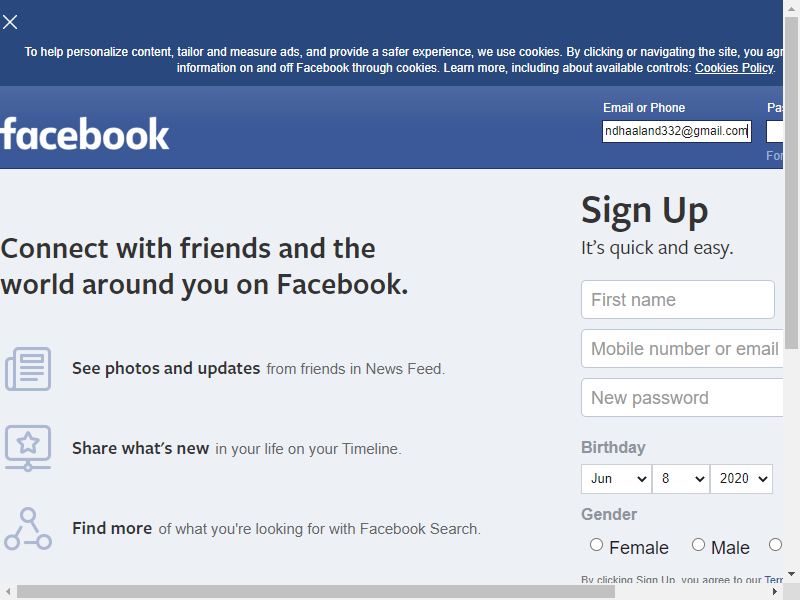 To help personalize content, tailor and measure ads, and provide a safer experience, we use cookies. By clicking or navigating the site, you
information on and off Facebook through cookies. Learn more, including about available controls: Cookies Policy.
Email or Phone
facebook
ndhaaland332@gmail.com
Sign Up
It's quick and easy.
Connect with friends and the
world around you on Facebook.
First name
Mobile number or email
See photos and updates from friends in News Feed.
New password
Share what's new in your life on your Timeline.
Birthday
Jun 8 2020
Gender
Find more of what you're looking for with Facebook Search.
Female Male
By clicking Sign Up, you agree to our